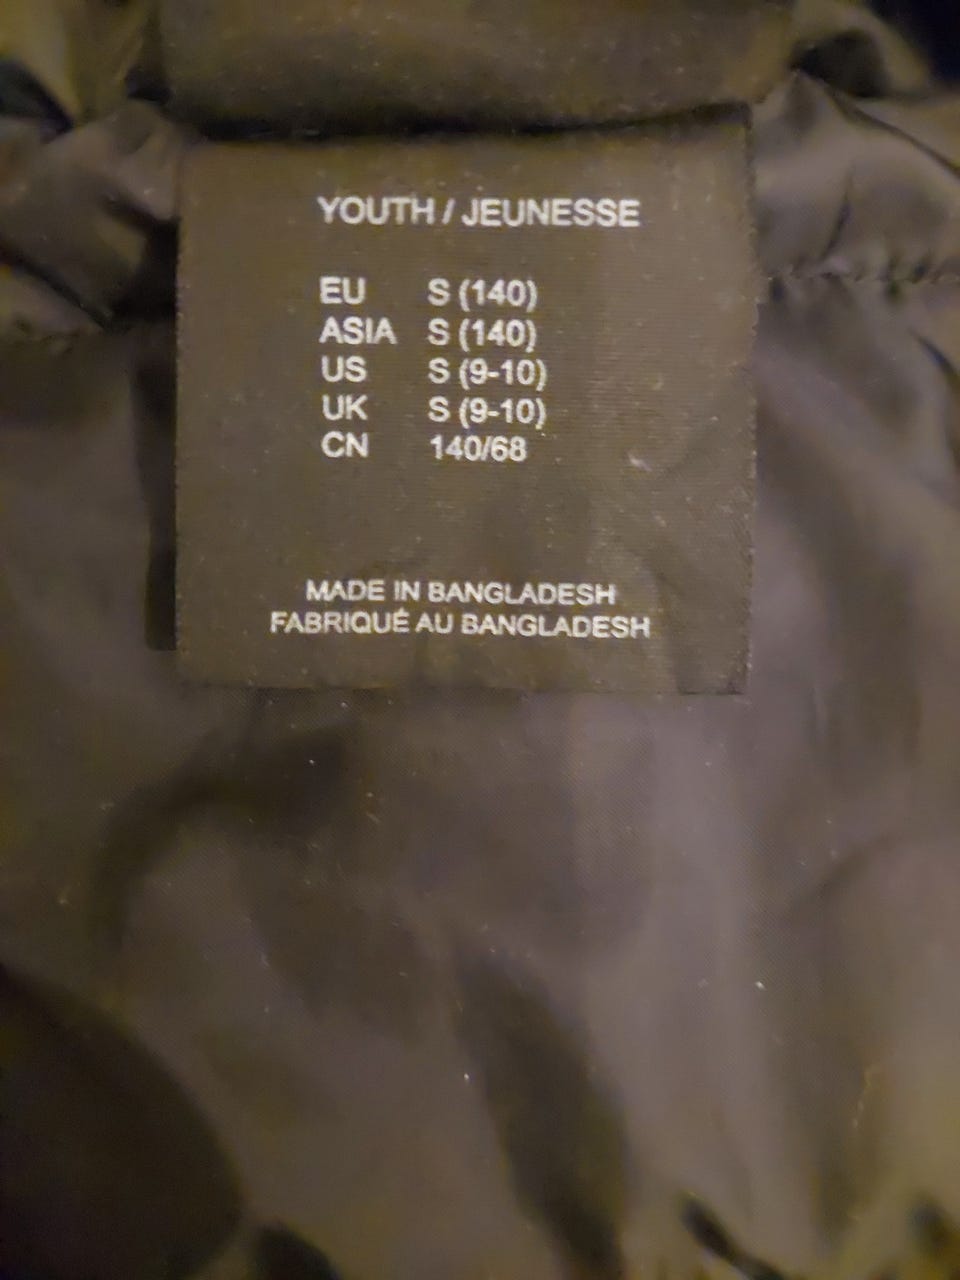 YOUTH / JEUNESSE
EU S (140)
ASIA S (140)
US S (9-10)
UK S (9-10)
CN 140/68
MADE IN BANGLADESH
FABRIQUÉ AU BANGLADESH